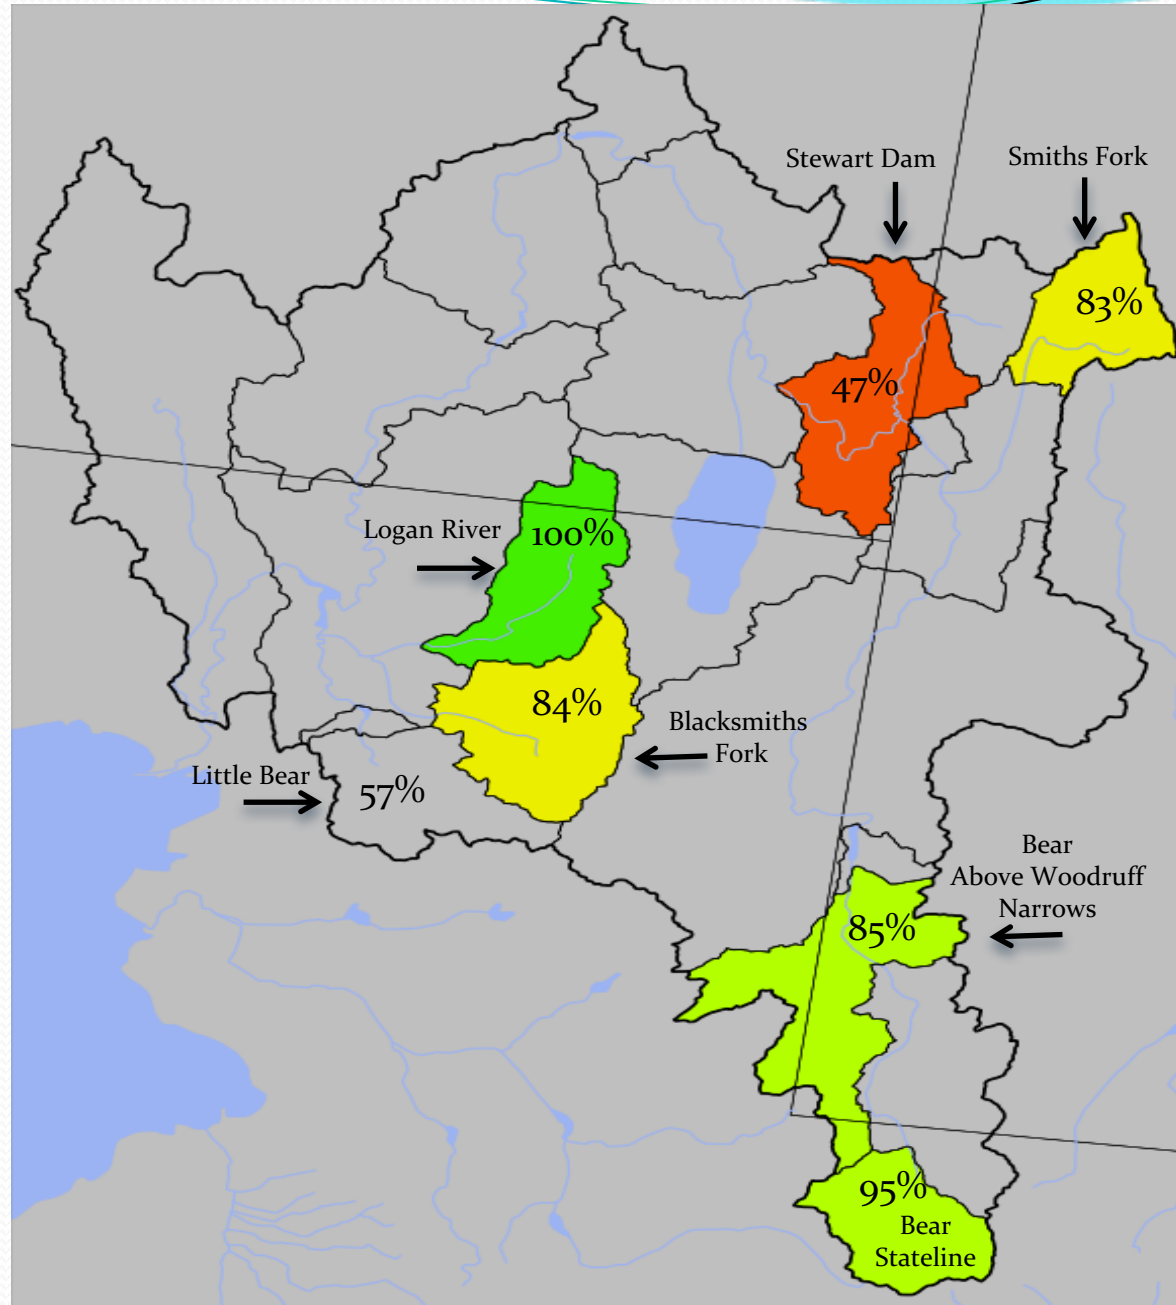 Stewart Dam
Smiths Fork
83%
47%
Logan River
100%
84%
Blacksmiths
Fork
Little Bear
57%
Bear
Above Woodruff
Narrows
85%
95%
Bear
Stateline